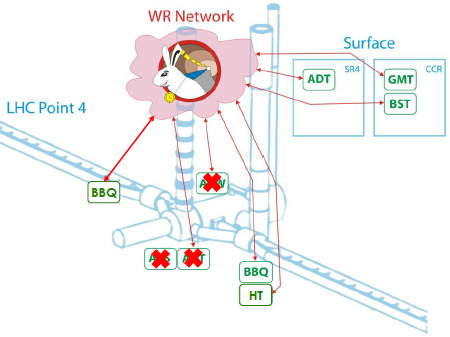 WR Network
Surface
SR4
CCR
ADT
GMT
BST
LHC Point 4
BBQ
BBQ
HT